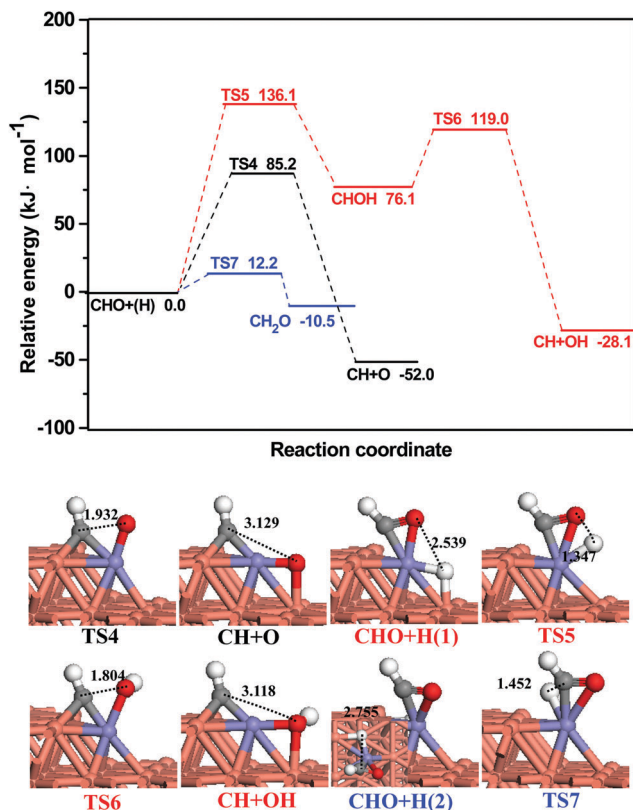 200
150
100
50
0
-50
-100
Relative energy (kJ· mol⁻¹)
TS5 136.1
TS6 119.0
TS4 85.2
CHOH 76.1
TS7 12.2
CHO+(H) 0.0
CH₂O -10.5
CH+OH -28.1
CH+O -52.0
Reaction coordinate
1.932
3.129
2.539
1.347
TS4 CH+O CHO+H(1) TS5
1.804
3.118
2.755
1.452
TS6 CH+OH CHO+H(2) TS7